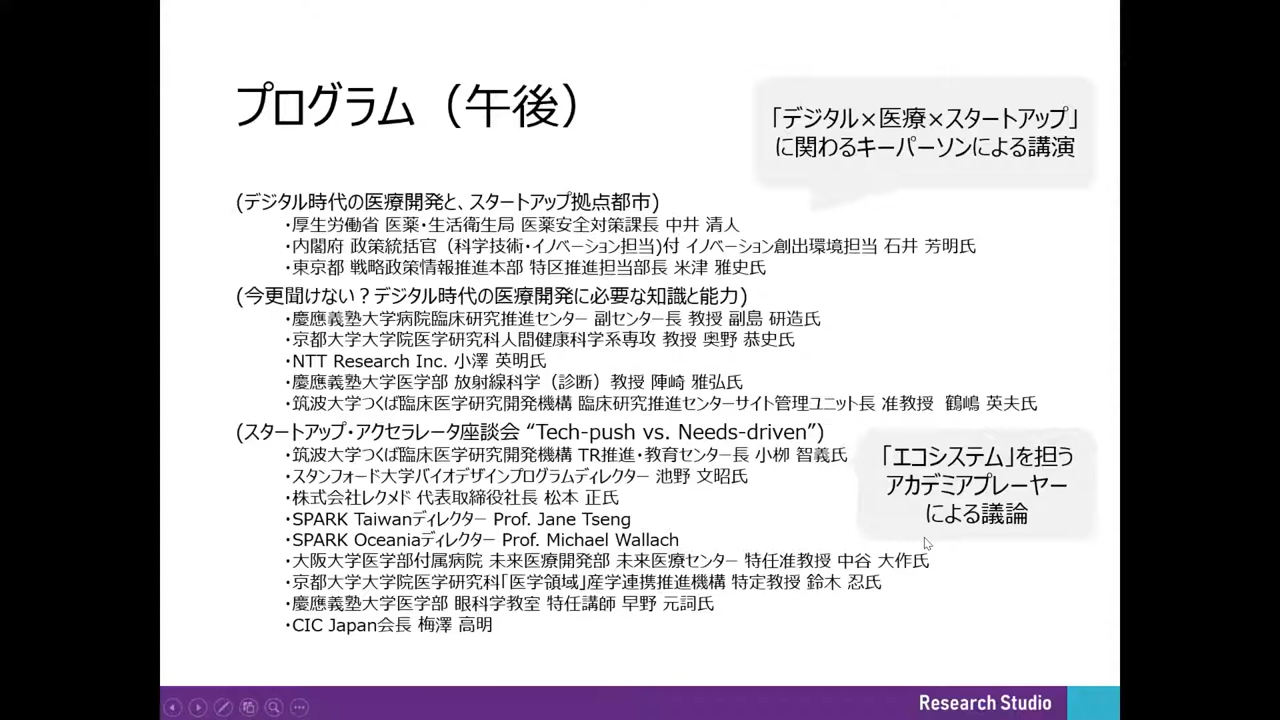 プログラム（午後）
「デジタル×医療×スタートアップ」
に関わるキーパーソンによる講演
(デジタル時代の医療開発と、スタートアップ拠点都市)
・厚生労働省 医薬・生活衛生局 医薬安全対策課長 中井 清人
・内閣府 政策統括官（科学技術・イノベーション担当)付 イノベーション創出環境担当 石井 芳明氏
・東京都 戦略政策情報推進本部 特区推進担当部長 米津 雅史氏
(今更聞けない？デジタル時代の医療開発に必要な知識と能力)
・慶應義塾大学病院臨床研究推進センター 副センター長 教授 副島 研造氏
・京都大学大学院医学研究科人間健康科学系専攻 教授 奥野 恭史氏
・NTT Research Inc. 小澤 英明氏
・慶應義塾大学医学部 放射線科学（診断）教授 陣崎 雅弘氏
・筑波大学つくば臨床医学研究開発機構 臨床研究推進センターサイト管理ユニット長 准教授 鶴嶋 英夫氏
(スタートアップ・アクセラレータ座談会 “Tech-push vs. Needs-driven”)
・筑波大学つくば臨床医学研究開発機構 TR推進・教育センター長 小栁 智義氏
・スタンフォード大学バイオデザインプログラムディレクター 池野 文昭氏
・株式会社レクメド 代表取締役社長 松本 正氏
・SPARK Taiwanディレクター Prof. Jane Tseng
・SPARK Oceaniaディレクター Prof. Michael Wallach
・大阪大学医学部付属病院 未来医療開発部 未来医療センター 特任准教授 中谷 大作氏
・京都大学大学院医学研究科「医学領域」産学連携推進機構 特定教授 鈴木 忍氏
・慶應義塾大学医学部 眼科学教室 特任講師 早野 元詞氏
・CIC Japan会長 梅澤 高明
「エコシステム」を担う
アカデミアプレーヤー
による議論
Research Studio